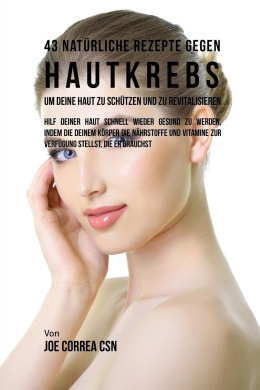 43 NATÜRLICHE REZEPTE GEGEN
HAUTKREBS
UM DEINE HAUT ZU SCHÜTZEN UND ZU REVITALISIEREN
HILF DEINER HAUT SCHNELL WIEDER GESUND ZU WERDEN,
INDEM DIE DEINEM KÖRPER DIE NÄHRSTOFFE UND VITAMINE ZUR
VERFÜGUNG STELLST, DIE ER BRAUCHST
Von
JOE CORREA CSN